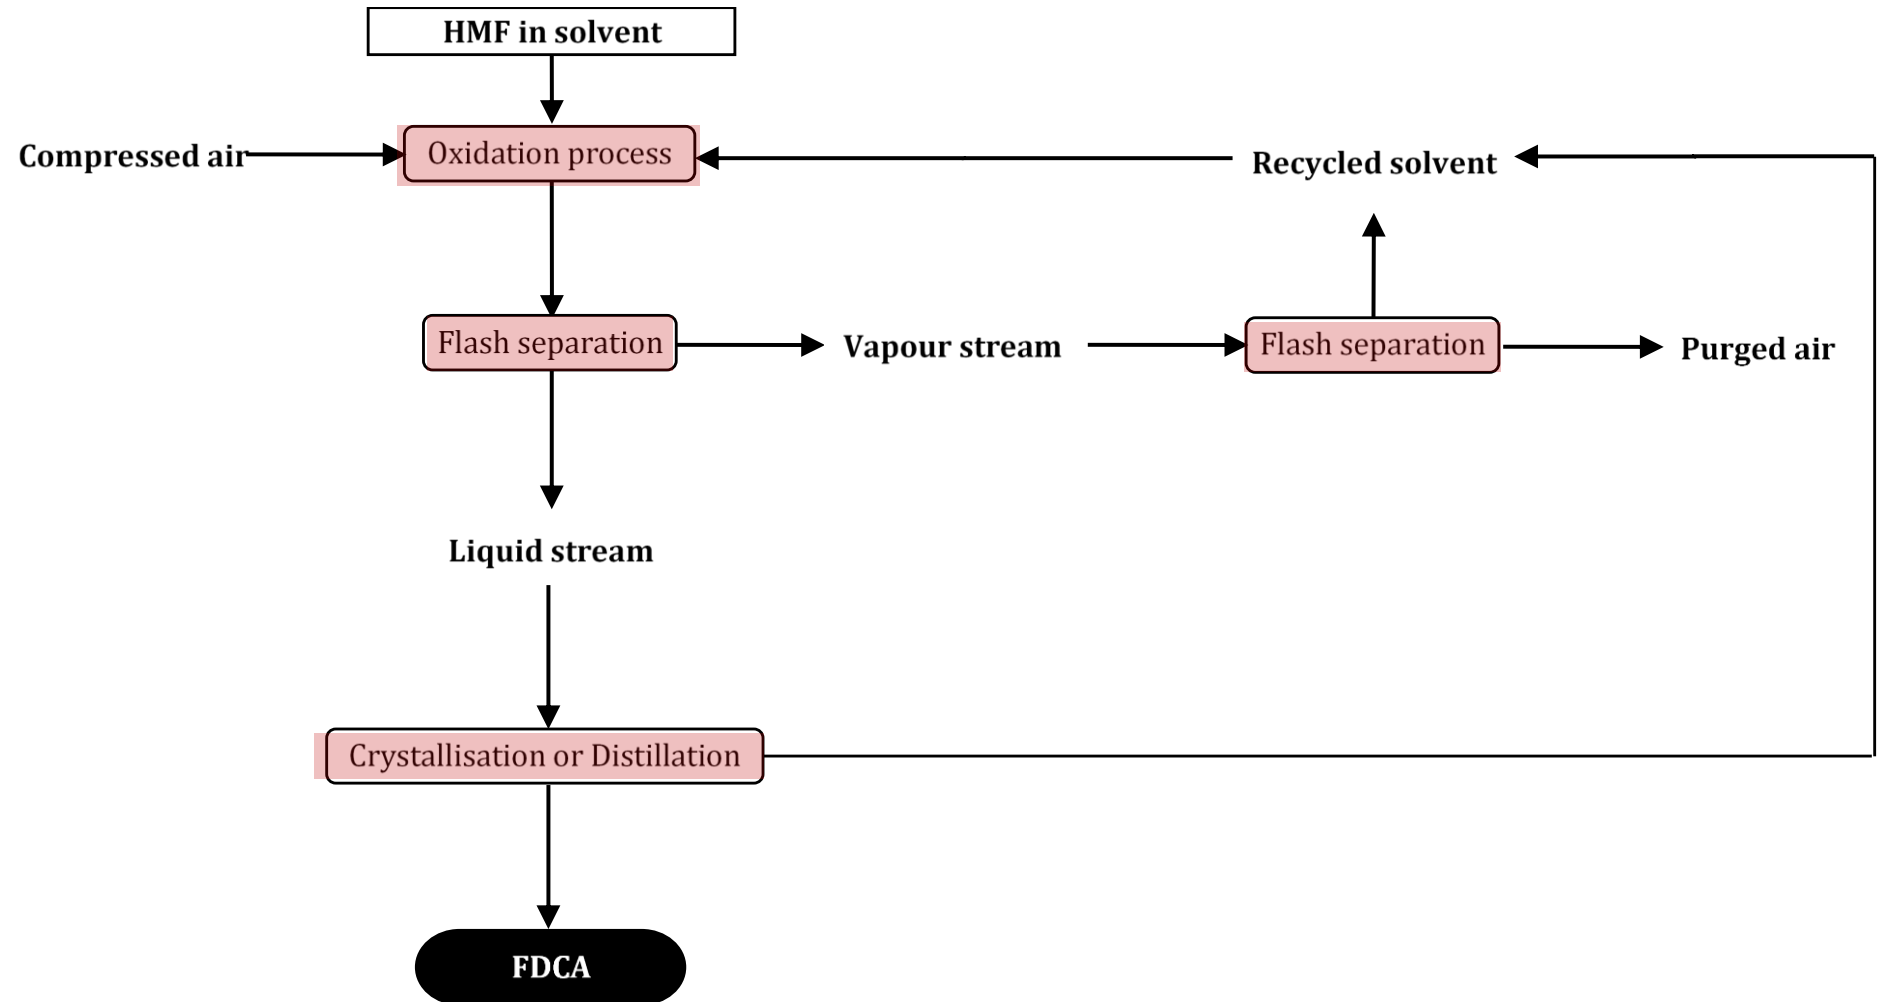 HMF in solvent
Compressed air
Oxidation process
Recycled solvent
Flash separation
Vapour stream
Flash separation
Purged air
Liquid stream
Crystallisation or Distillation
FDCA